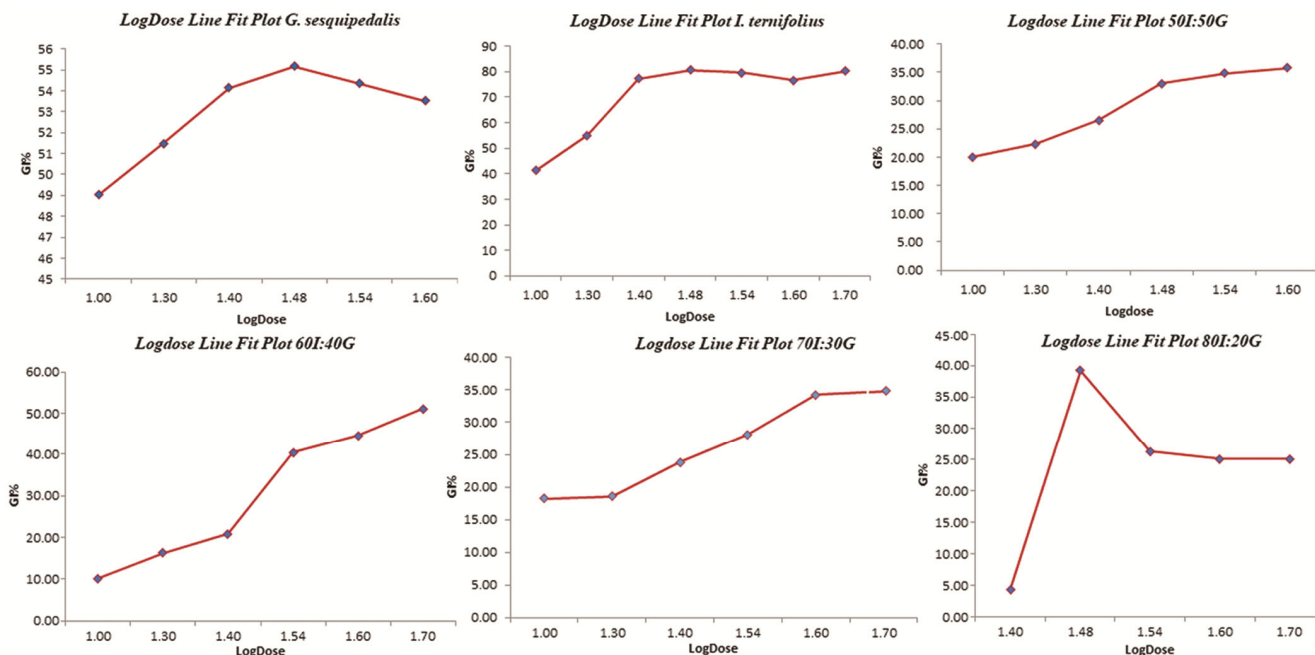 LogDose Line Fit Plot G. sesquipedalis
56
55
54
53
52
51
50
49
48
47
46
45
GI%
1.00 1.30 1.40 1.48 1.54 1.60
LogDose
LogDose Line Fit Plot I. ternifolius
90
80
70
60
50
40
30
20
10
0
GI%
1.00 1.30 1.40 1.48 1.54 1.60 1.70
LogDose
Logdose Line Fit Plot 50I:50G
40.00
35.00
30.00
25.00
20.00
15.00
10.00
5.00
0.00
GI%
1.00 1.30 1.40 1.48 1.54 1.60
Logdose
Logdose Line Fit Plot 60I:40G
60.00
50.00
40.00
30.00
20.00
10.00
0.00
GI%
1.00 1.30 1.40 1.54 1.60 1.70
LogDose
Logdose Line Fit Plot 70I:30G
40.00
35.00
30.00
25.00
20.00
15.00
10.00
5.00
0.00
GI%
1.00 1.30 1.40 1.54 1.60 1.70
LogDose
Logdose Line Fit Plot 80I:20G
45.00
40.00
35.00
30.00
25.00
20.00
15.00
10.00
5.00
0.00
GI%
1.40 1.48 1.54 1.60 1.70
LogDose